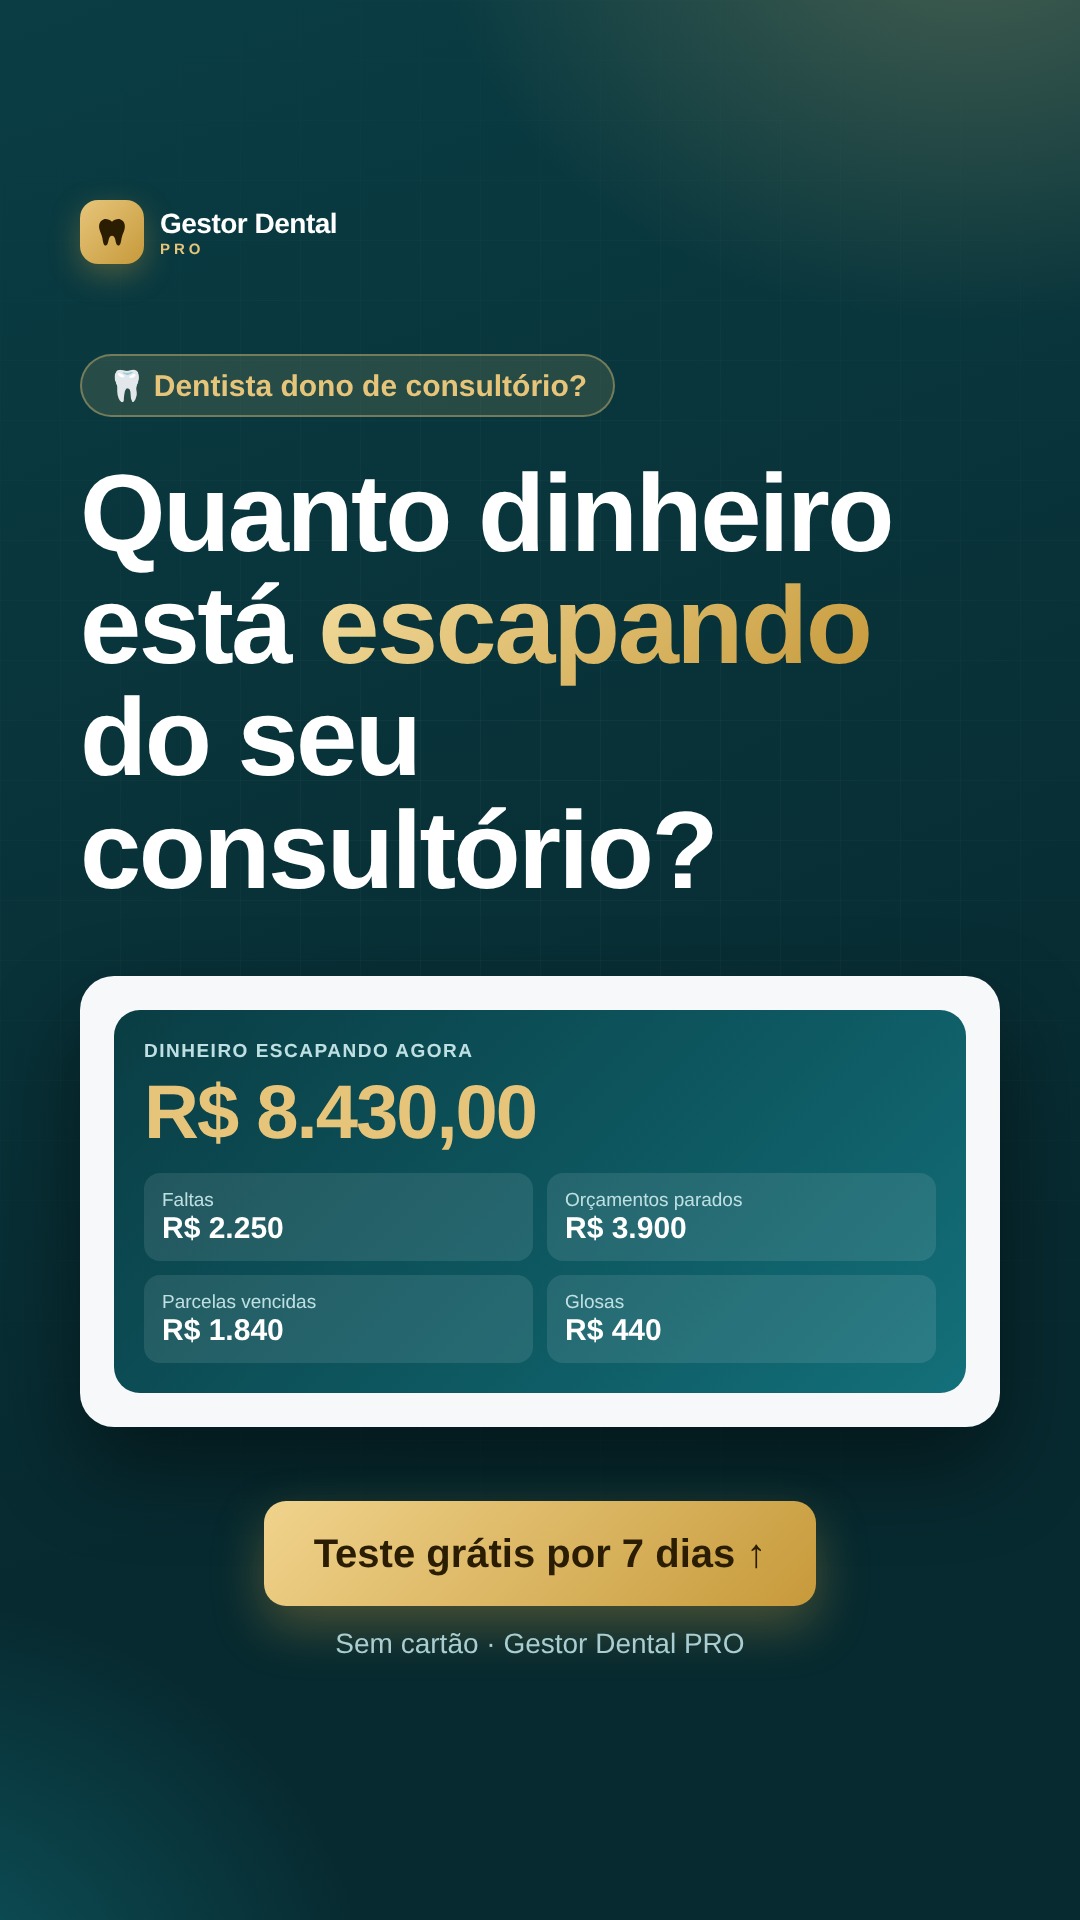 Gestor Dental
PRO
🦷 Dentista dono de consultório?
Quanto dinheiro
está escapando
do seu
consultório?
DINHEIRO ESCAPANDO AGORA
R$ 8.430,00
Faltas
R$ 2.250
Orçamentos parados
R$ 3.900
Parcelas vencidas
R$ 1.840
Glosas
R$ 440
Teste grátis por 7 dias ↑
Sem cartão · Gestor Dental PRO